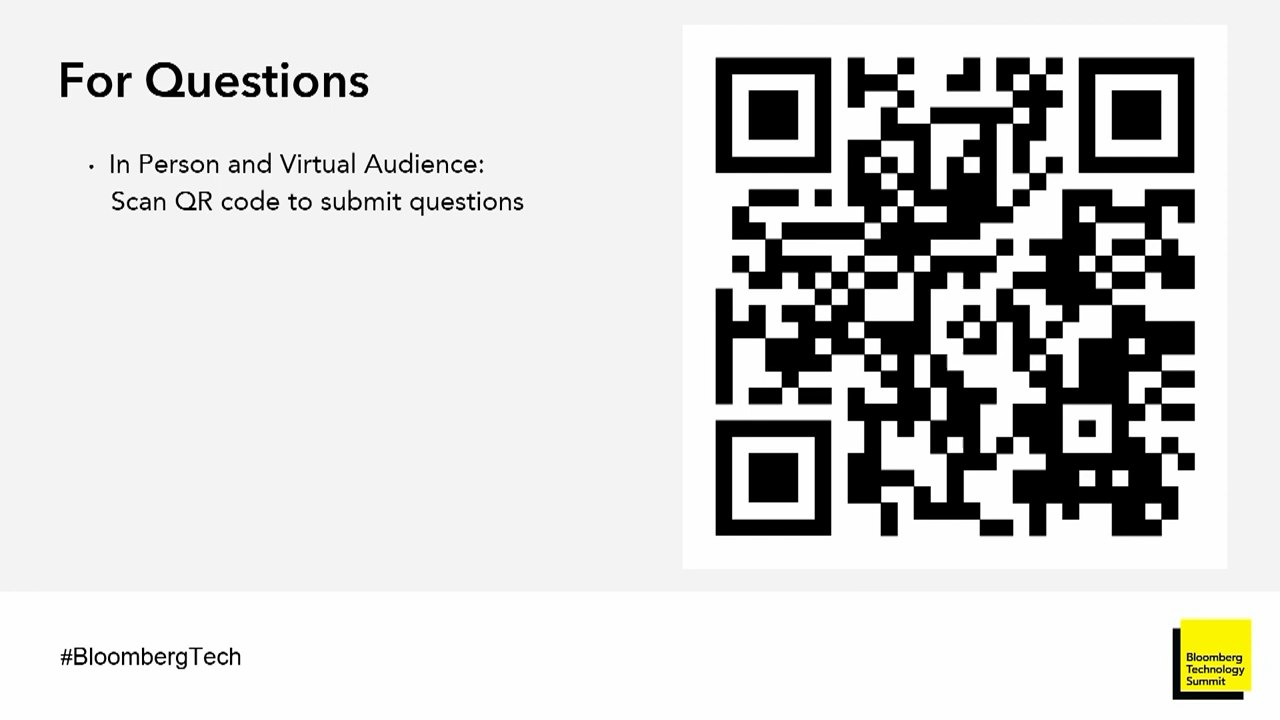 For Questions
• In Person and Virtual Audience:
Scan QR code to submit questions
#BloombergTech
Bloomberg
Technology
Summit